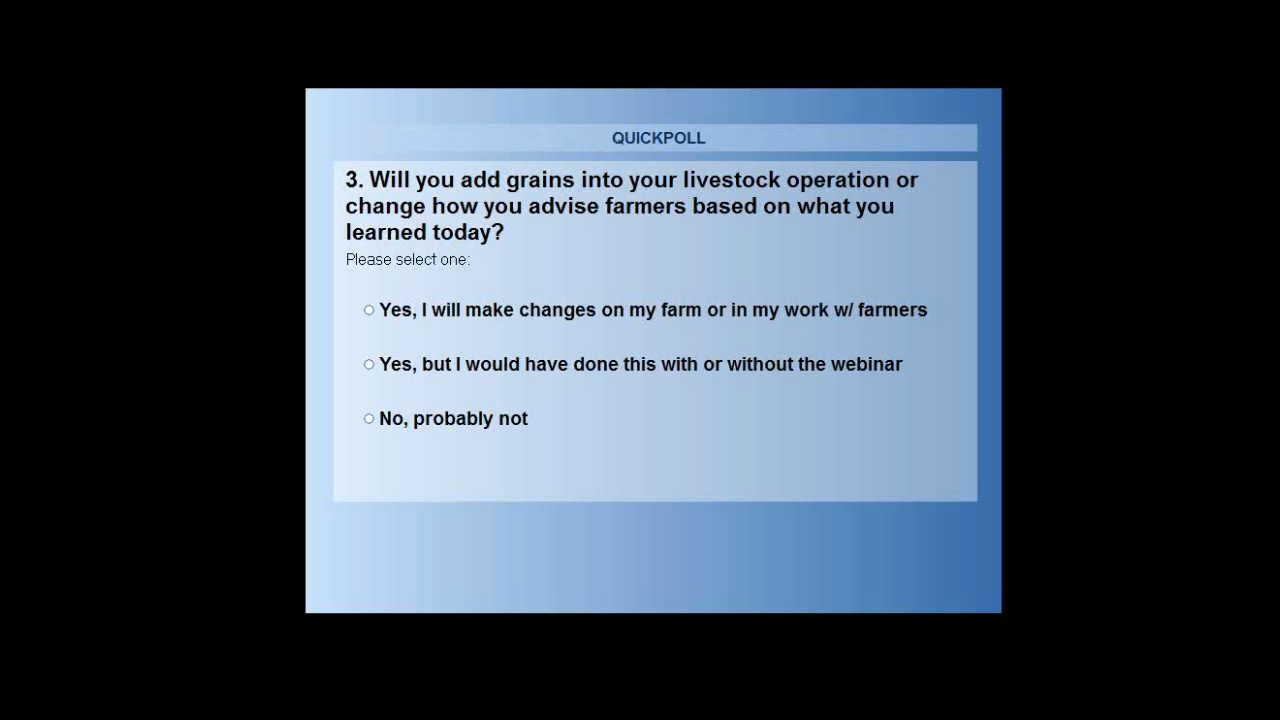 QUICKPOLL
3. Will you add grains into your livestock operation or
change how you advise farmers based on what you
learned today?
Please select one:
Yes, I will make changes on my farm or in my work w/ farmers
Yes, but I would have done this with or without the webinar
No, probably not